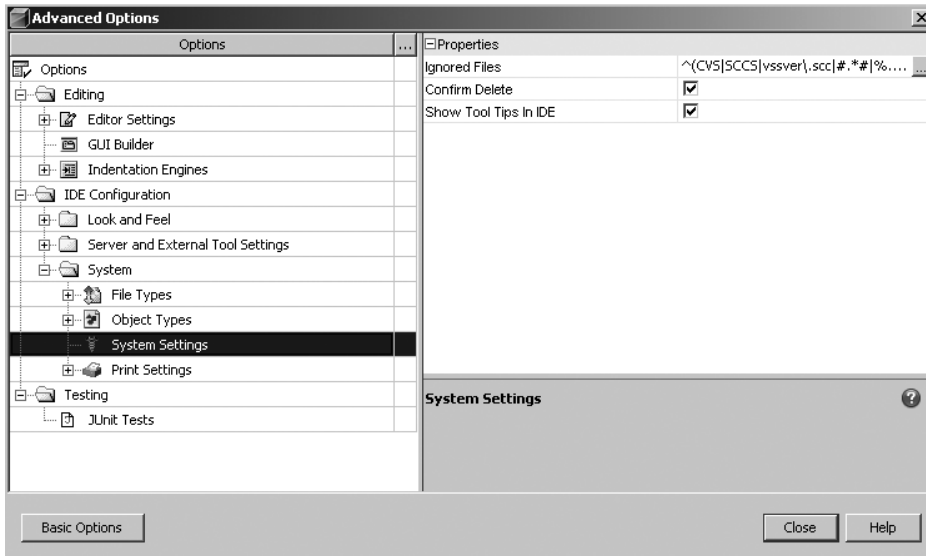 Advanced Options
Options
...
Properties
Options
Ignored Files
^(CVS|SCCS|vssver\.scc|#.*#|%.... ...
Editing
Confirm Delete
Editor Settings
Show Tool Tips In IDE
GUI Builder
Indentation Engines
IDE Configuration
Look and Feel
Server and External Tool Settings
System
File Types
Object Types
System Settings
Print Settings
Testing
System Settings
JUnit Tests
Basic Options
Close
Help